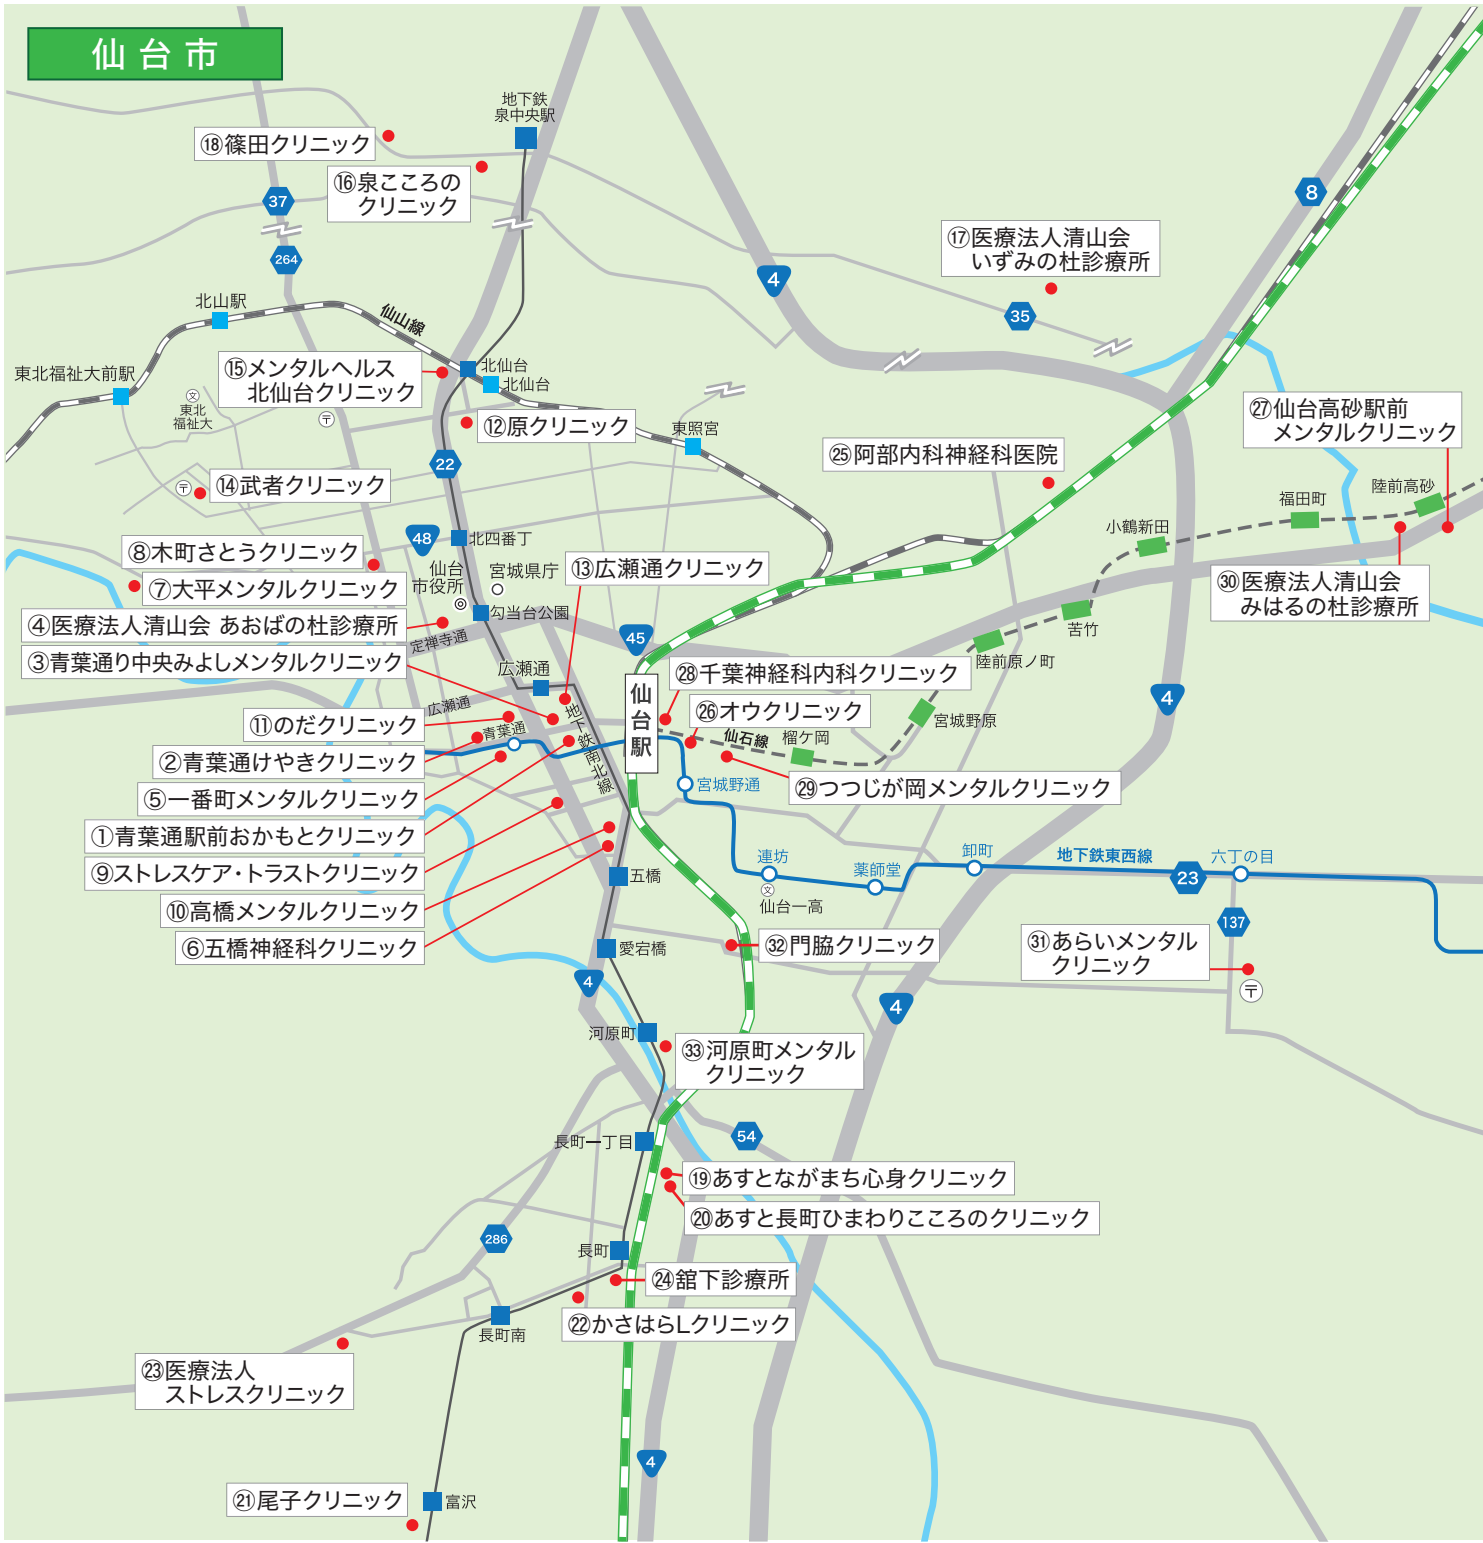 仙台市
地下鉄
泉中央駅
⑱篠田クリニック
⑯泉こころの
クリニック
37
8
⑰医療法人清山会
いずみの杜診療所
264
4
35
北山駅
仙山線
東北福祉大前駅
⑮メンタルヘルス
北仙台クリニック
北仙台
北仙台
文
東北
福祉大
〒
⑫原クリニック
東照宮
㉗仙台高砂駅前
メンタルクリニック
㉕阿部内科神経科医院
22
〒
⑭武者クリニック
福田町
陸前高砂
小鶴新田
48
北四番丁
⑧木町さとうクリニック
仙台
市役所
宮城県庁
⑬広瀬通クリニック
⑦大平メンタルクリニック
㉚医療法人清山会
みはるの杜診療所
勾当台公園
④医療法人清山会 あおばの杜診療所
定禅寺通
45
苦竹
③青葉通り中央みよしメンタルクリニック
広瀬通
陸前原ノ町
㉘千葉神経科内科クリニック
仙台駅
4
広瀬通
⑪のだクリニック
青葉通
地下鉄南北線
㉖オウクリニック
宮城野原
仙石線
榴ケ岡
②青葉通けやきクリニック
宮城野通
㉙つつじが岡メンタルクリニック
⑤一番町メンタルクリニック
①青葉通駅前おかもとクリニック
⑨ストレスケア・トラストクリニック
連坊
薬師堂
卸町
地下鉄東西線
23
六丁の目
五橋
文
仙台一高
⑩高橋メンタルクリニック
137
⑥五橋神経科クリニック
愛宕橋
㉜門脇クリニック
㉛あらいメンタル
クリニック
〒
4
4
河原町
㉝河原町メンタル
クリニック
長町一丁目
54
⑲あすとながまち心身クリニック
⑳あすと長町ひまわりこころのクリニック
286
長町
㉔舘下診療所
㉒かさはらLクリニック
長町南
㉓医療法人
ストレスクリニック
4
㉑尾子クリニック
富沢